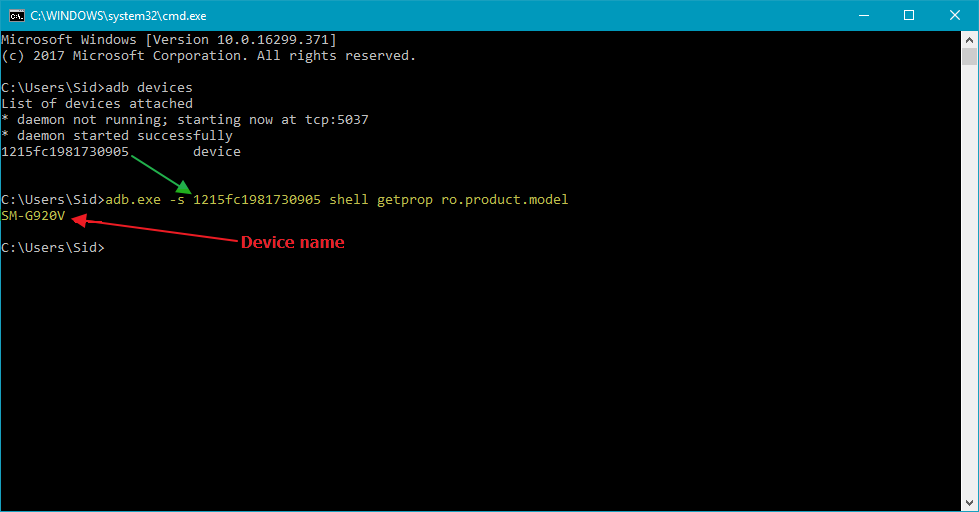 C:\WINDOWS\system32\cmd.exe
Microsoft Windows [Version 10.0.16299.371]
(c) 2017 Microsoft Corporation. All rights reserved.
C:\Users\Sid>adb devices
List of devices attached
* daemon not running; starting now at tcp:5037
* daemon started successfully
1215fc1981730905        device
C:\Users\Sid>adb.exe -s 1215fc1981730905 shell getprop ro.product.model
SM-G920V
Device name
C:\Users\Sid>